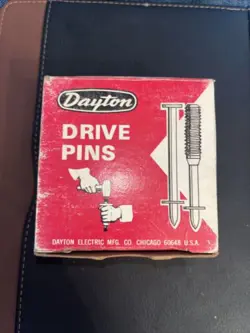 Dayton
DRIVE
PINS
DAYTON ELECTRIC MFG. CO. CHICAGO 60648 U.S.A.